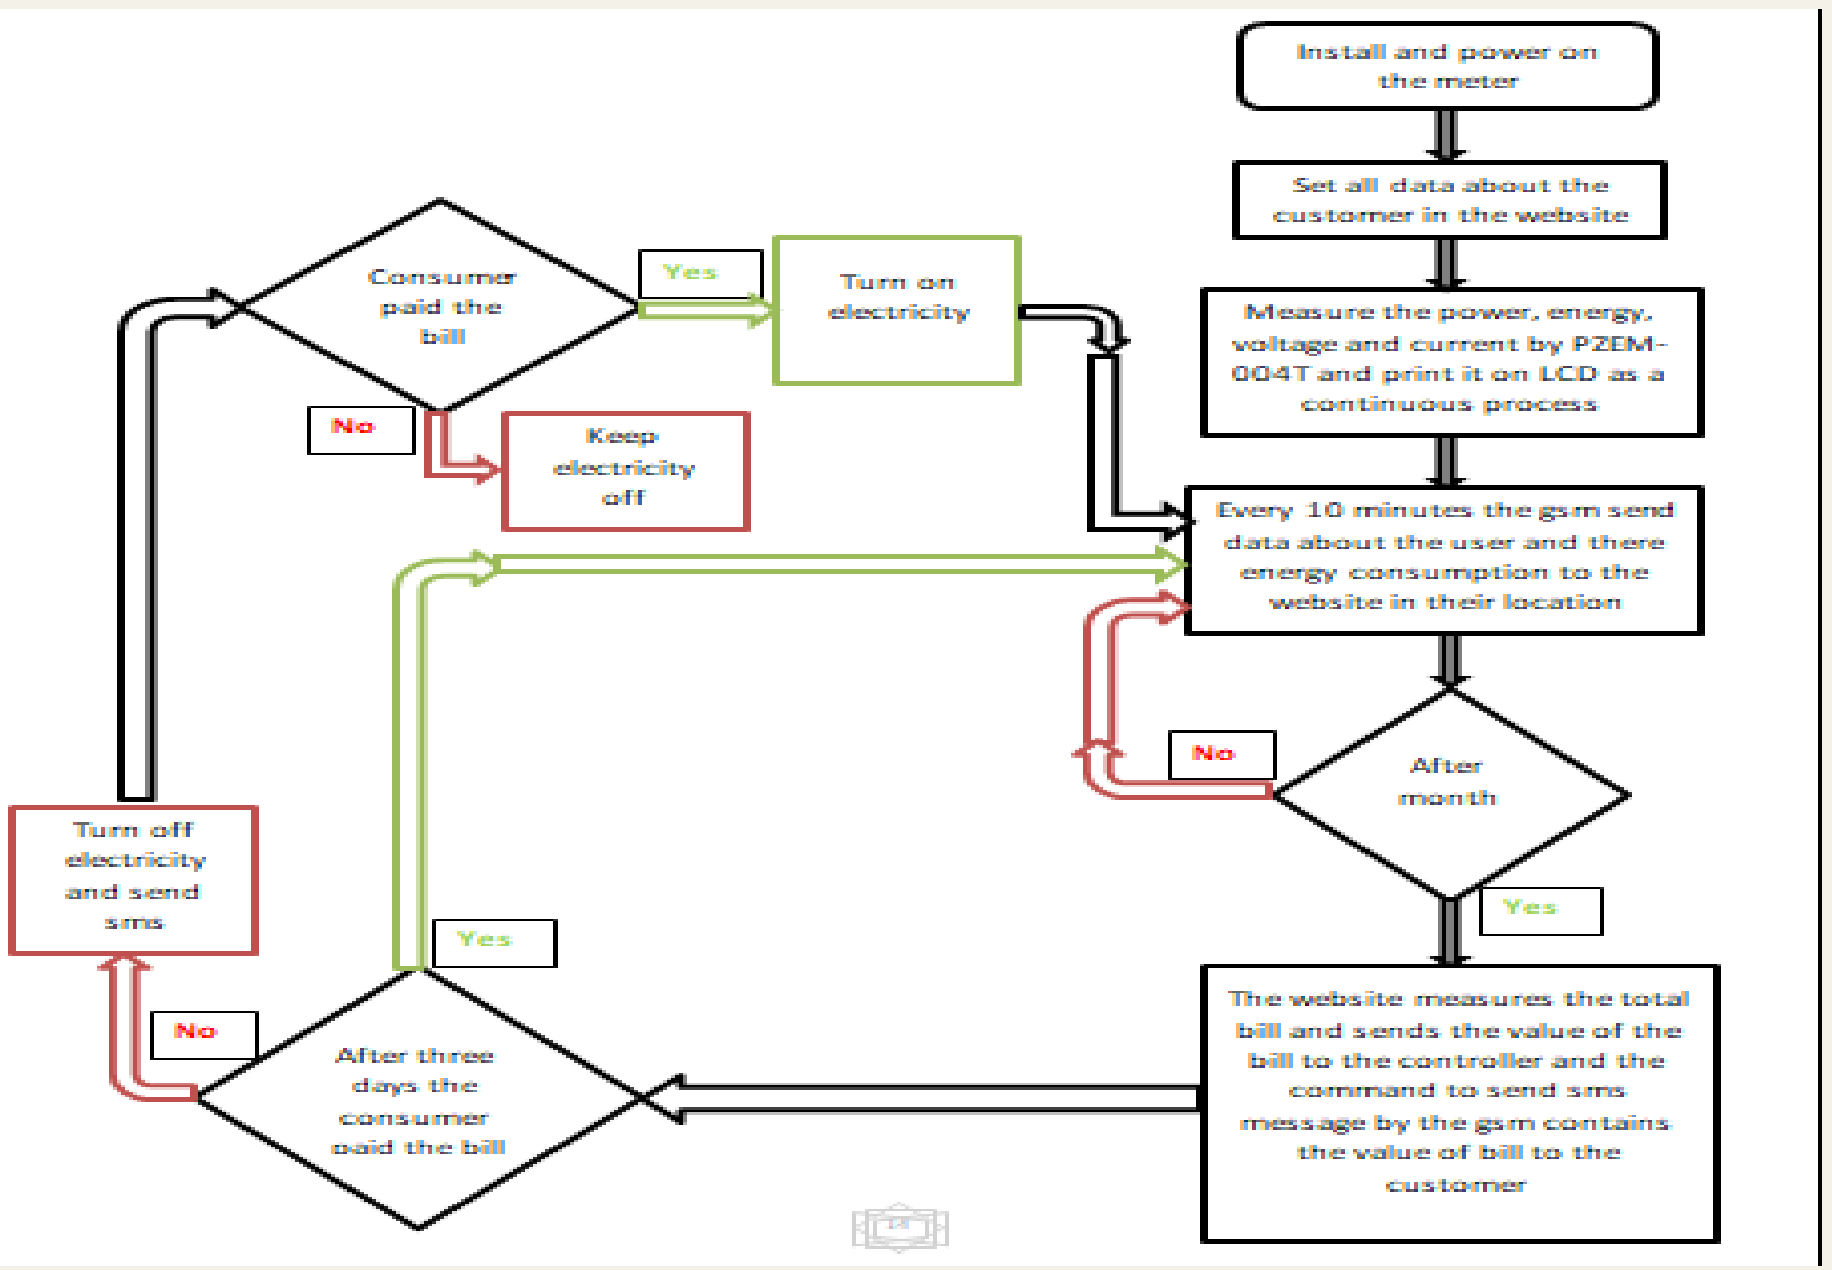 Install and power on
the meter
Set all data about the
customer in the website
Measure the power, energy,
voltage and current by PZEM-
004T and print it on LCD as a
continuous process
Every 10 minutes the gsm send
data about the user and there
energy consumption to the
website in their location
After
month
No
Yes
The website measures the total
bill and sends the value of the
bill to the controller and the
command to send sms
message by the gsm contains
the value of bill to the
customer
After three
days the
consumer
paid the bill
Yes
No
Turn off
electricity
and send
sms
Consumer
paid the
bill
Yes
Turn on
electricity
No
Keep
electricity
off